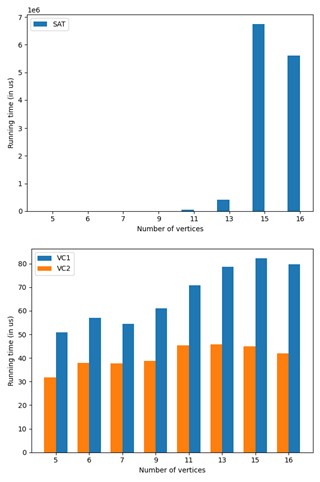 1e6
SAT
7
6
5
4
3
2
1
0
Running time (in us)
5 6 7 9 11 13 15 16
Number of vertices
VC1
VC2
80
70
60
50
40
30
20
10
0
Running time (in us)
5 6 7 9 11 13 15 16
Number of vertices